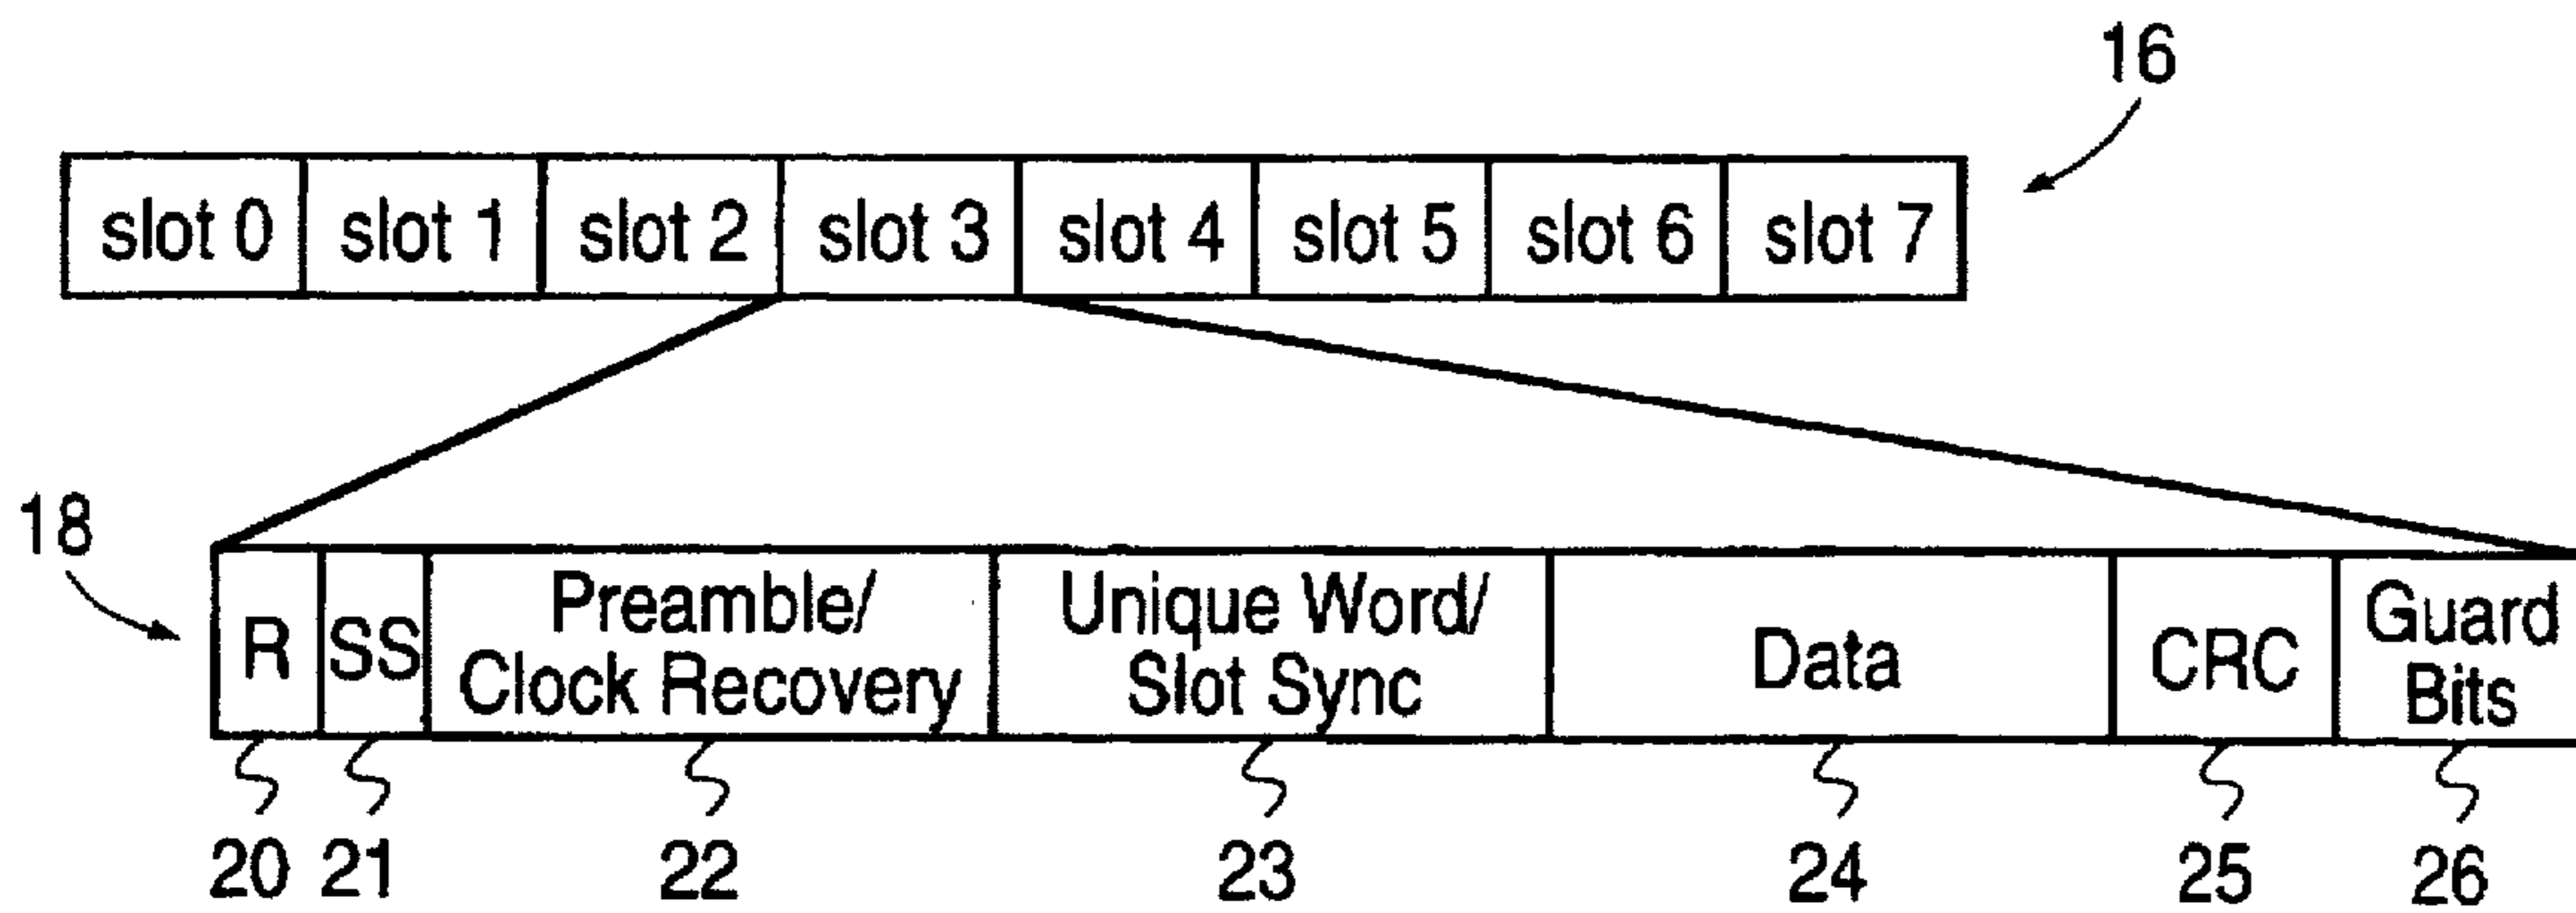 16
slot 0 slot 1 slot 2 slot 3 slot 4 slot 5 slot 6 slot 7
18
R SS Preamble/ Clock Recovery Unique Word/ Slot Sync Data CRC Guard Bits
20 21 22 23 24 25 26